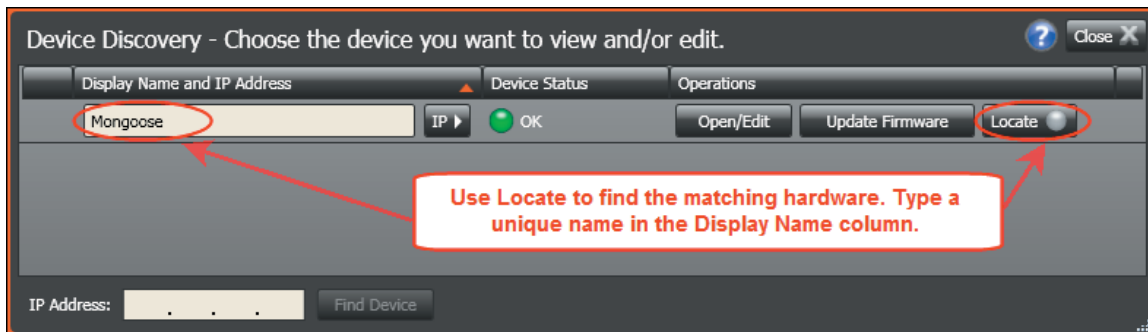 Device Discovery - Choose the device you want to view and/or edit.
? Close X
Display Name and IP Address Device Status Operations
Mongoose IP OK Open/Edit Update Firmware Locate
Use Locate to find the matching hardware. Type a
unique name in the Display Name column.
IP Address: . . . Find Device